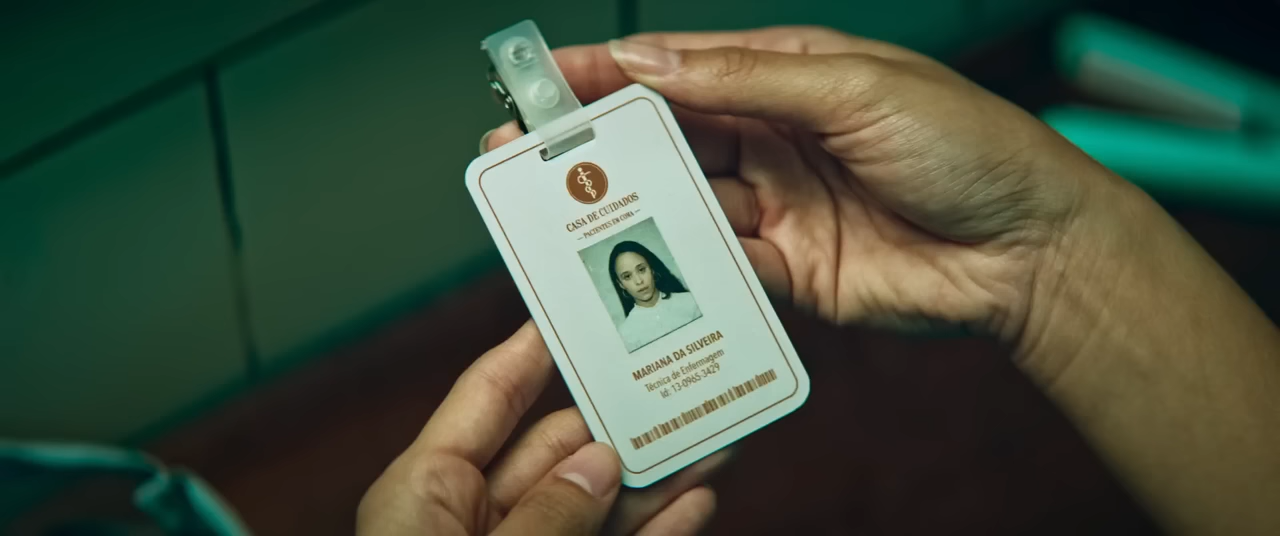 CASA DE CUIDADOS
— PACIENTES EM COMA —
MARIANA DA SILVEIRA
Técnica de Enfermagem
Id: 13-0965-3429